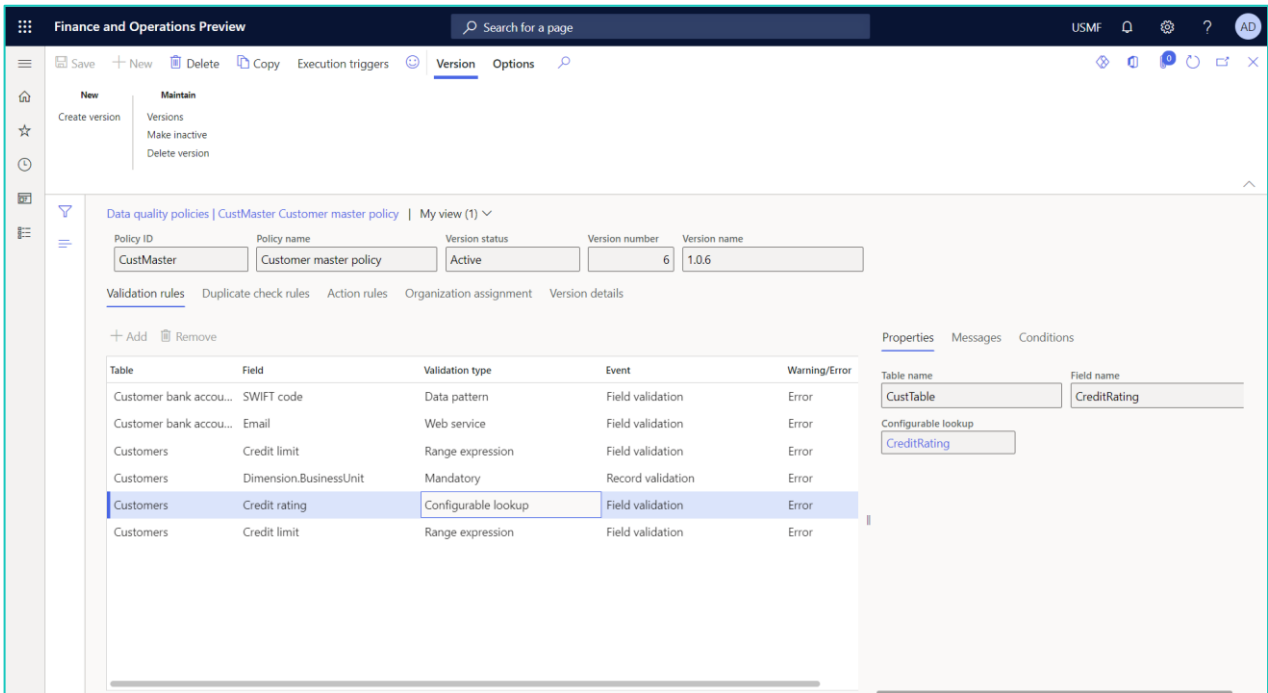 Finance and Operations Preview
Search for a page
USMF
?
AD
Save New Delete Copy Execution triggers Version Options
0
New Maintain
Create version Versions
Make inactive
Delete version
Data quality policies | CustMaster Customer master policy | My view (1)
Policy ID Policy name Version status Version number Version name
CustMaster Customer master policy Active 6 1.0.6
Validation rules Duplicate check rules Action rules Organization assignment Version details
Add Remove
Properties Messages Conditions
Table Field Validation type Event Warning/Error
Customer bank accou... SWIFT code Data pattern Field validation Error
Customer bank accou... Email Web service Field validation Error
Customers Credit limit Range expression Field validation Error
Customers Dimension.BusinessUnit Mandatory Record validation Error
Customers Credit rating Configurable lookup Field validation Error
Customers Credit limit Range expression Field validation Error
Table name Field name
CustTable CreditRating
Configurable lookup
CreditRating